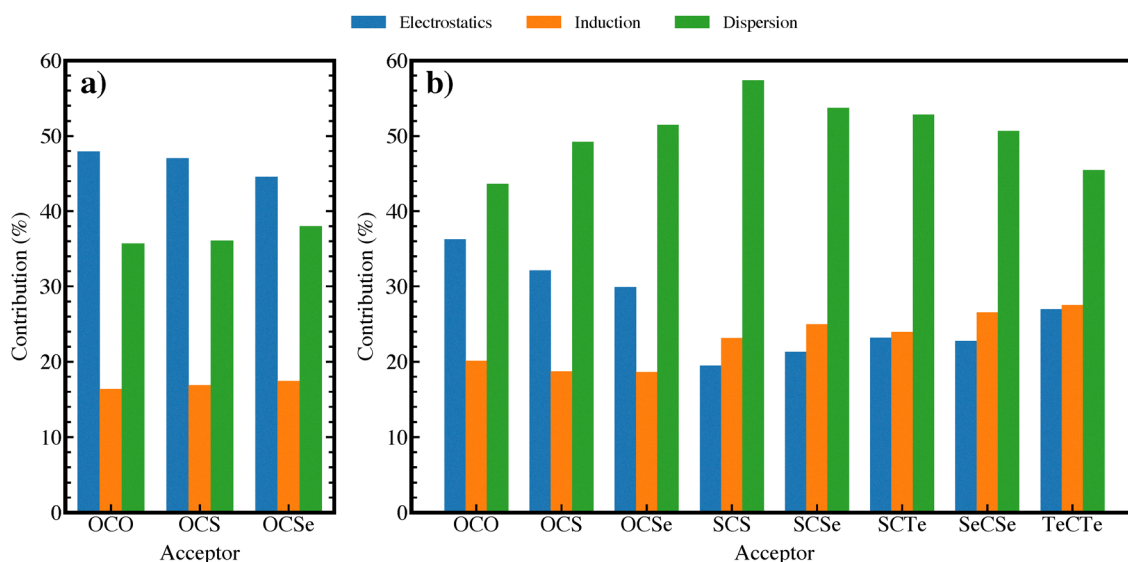 Electrostatics Induction Dispersion
a)
60
50
40
30
20
10
0
Contribution (%)
OCO OCS OCSe
Acceptor
b)
60
50
40
30
20
10
0
Contribution (%)
OCO OCS OCSe SCS SCSe SCTe SeCSe TeCTe
Acceptor